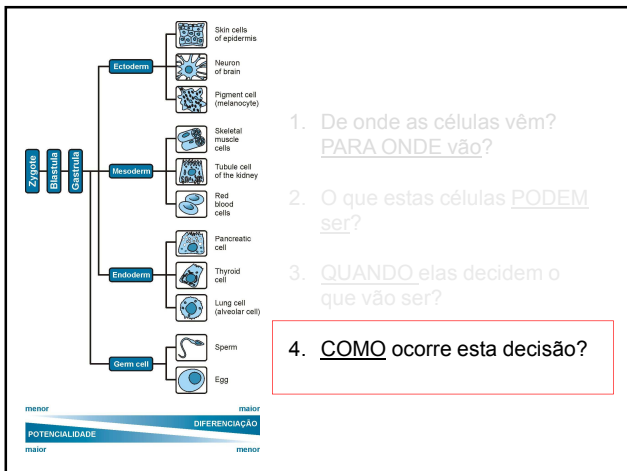 Zygote
Blastula
Gastrula
Ectoderm
Skin cells
of epidermis
Neuron
of brain
Pigment cell
(melanocyte)
Mesoderm
Skeletal
muscle
cells
Tubule cell
of the kidney
Red
blood
cells
Endoderm
Pancreatic
cell
Thyroid
cell
Lung cell
(alveolar cell)
Germ cell
Sperm
Egg
menor
maior
DIFERENCIAÇÃO
POTENCIALIDADE
maior
menor
1. De onde as células vêm?
PARA ONDE vão?
2. O que estas células PODEM
ser?
3. QUANDO elas decidem o
que vão ser?
4. COMO ocorre esta decisão?